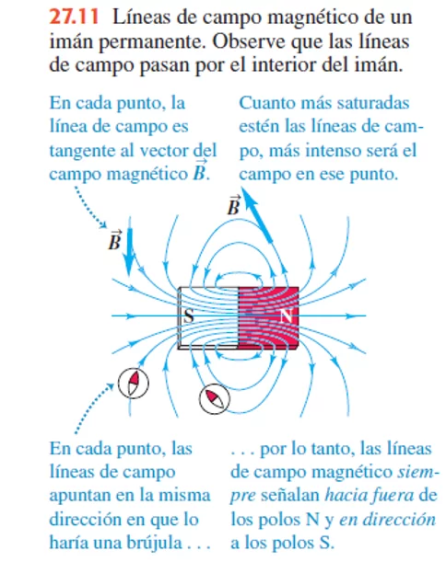 27.11 Líneas de campo magnético de un
imán permanente. Observe que las líneas
de campo pasan por el interior del imán.
En cada punto, la
línea de campo es
tangente al vector del
campo magnético B⃗.
Cuanto más saturadas
estén las líneas de cam-
po, más intenso será el
campo en ese punto.
B⃗
B⃗
S
N
En cada punto, las
líneas de campo
apuntan en la misma
dirección en que lo
haría una brújula . . .
. . . por lo tanto, las líneas
de campo magnético siem-
pre señalan hacia fuera de
los polos N y en dirección
a los polos S.